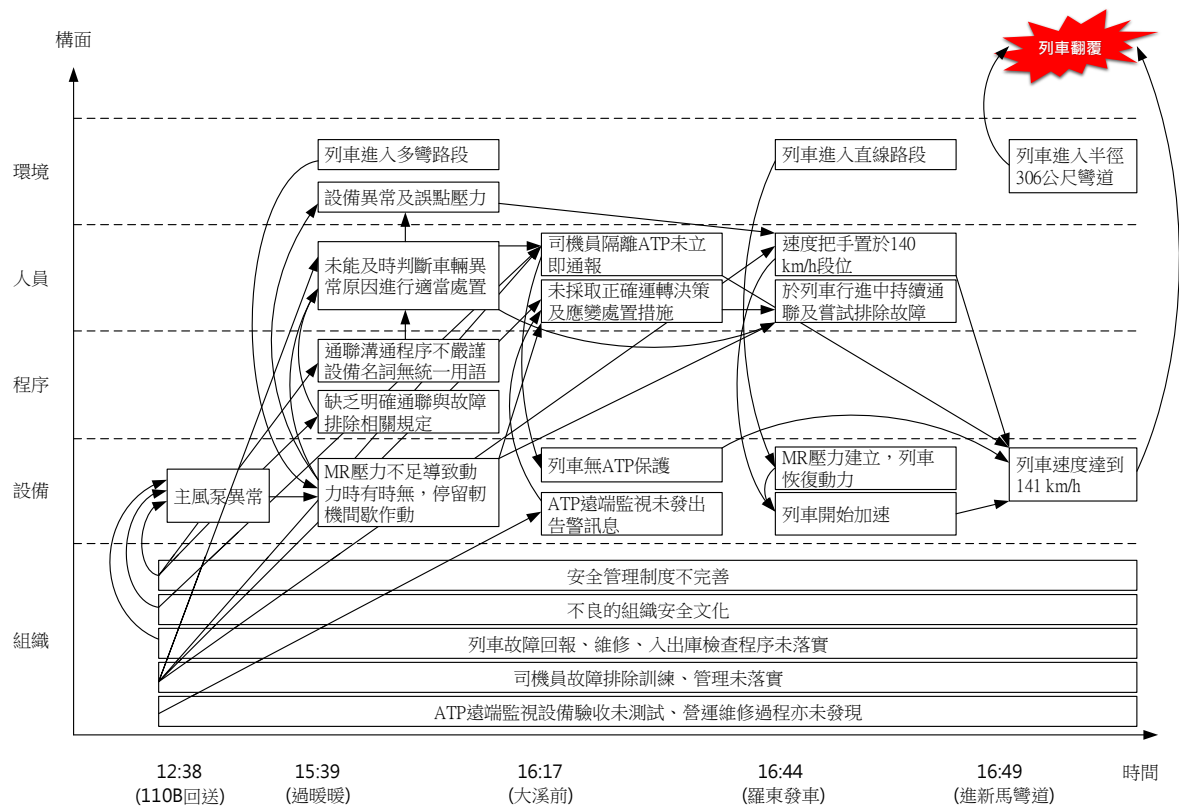 列車翻覆
構面
環境
列車進入多彎路段
列車進入直線路段
列車進入半徑
306公尺彎道
設備異常及誤點壓力
人員
未能及時判斷車輛異
常原因進行適當處置
司機員隔離ATP未立
即通報
速度把手置於140
km/h段位
未採取正確運轉決策
及應變處置措施
於列車行進中持續通
聯及嘗試排除故障
程序
通聯溝通程序不嚴謹
設備名詞無統一用語
缺乏明確通聯與故障
排除相關規定
設備
主風泵異常
MR壓力不足導致動
力時有時無，停留軔
機間歇作動
列車無ATP保護
ATP遠端監視未發出
告警訊息
MR壓力建立，列車
恢復動力
列車開始加速
列車速度達到
141 km/h
組織
安全管理制度不完善
不良的組織安全文化
列車故障回報、維修、入出庫檢查程序未落實
司機員故障排除訓練、管理未落實
ATP遠端監視設備驗收未測試、營運維修過程亦未發現
12:38
(110B回送)
15:39
(過暖暖)
16:17
(大溪前)
16:44
(羅東發車)
16:49
(進新馬彎道)
時間